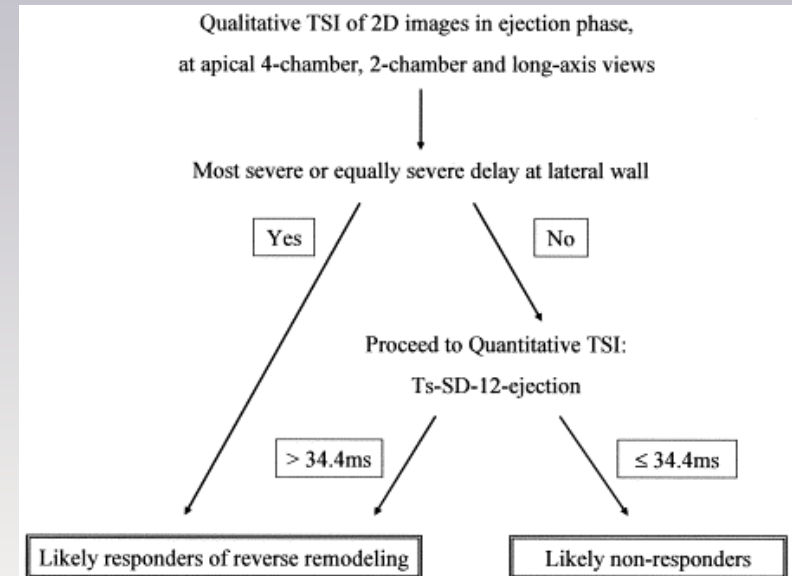 Qualitative TSI of 2D images in ejection phase,
at apical 4-chamber, 2-chamber and long-axis views
Most severe or equally severe delay at lateral wall
Yes
No
Proceed to Quantitative TSI:
Ts-SD-12-ejection
> 34.4ms
≤ 34.4ms
Likely responders of reverse remodeling
Likely non-responders